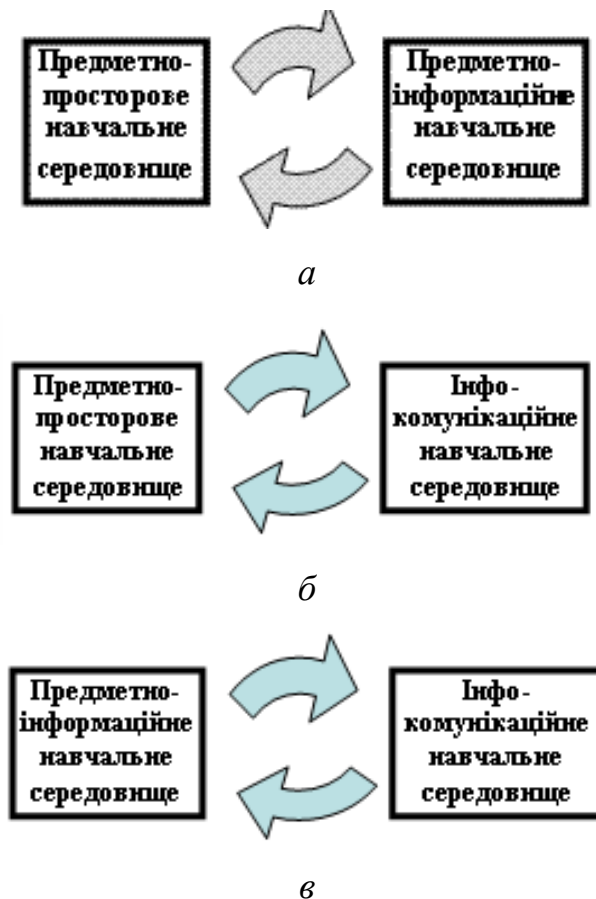 Предметно-
просторове
навчальне
середовище
Предметно-
інформаційне
навчальне
середовище
а
Предметно-
просторове
навчальне
середовище
Інфо-
комунікаційне
навчальне
середовище
б
Предметно-
інформаційне
навчальне
середовище
Інфо-
комунікаційне
навчальне
середовище
в